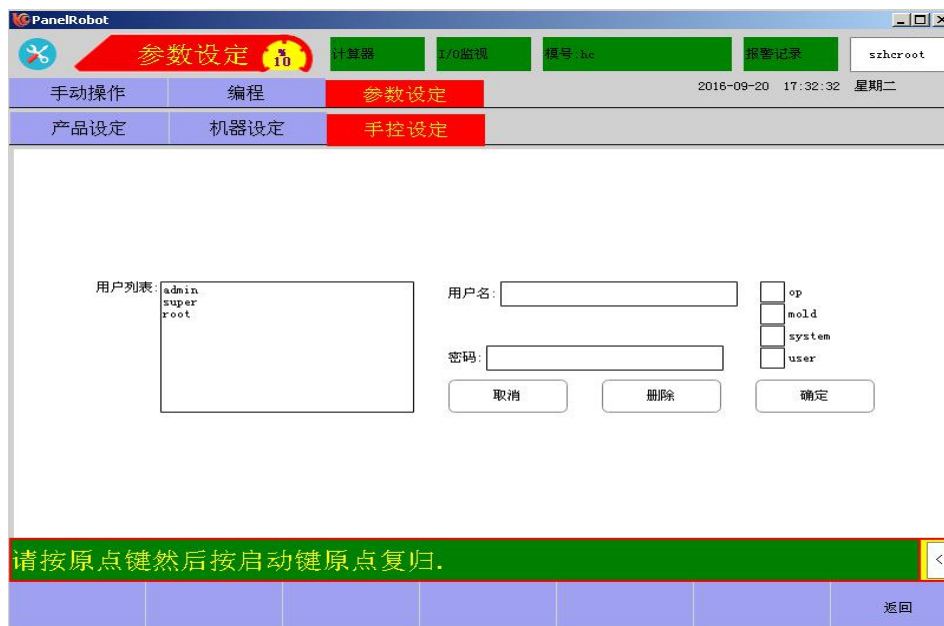 PanelRobot
参数设定 % 10 计算器 I/O监视 模号:hc 报警记录 szhcroot
手动操作 编程 参数设定 2016-09-20 17:32:32 星期二
产品设定 机器设定 手控设定
用户列表: admin
super
root
用户名: op
mold
system
密码: user
取消 删除 确定
请按原点键然后按启动键原点复归.
<
返回